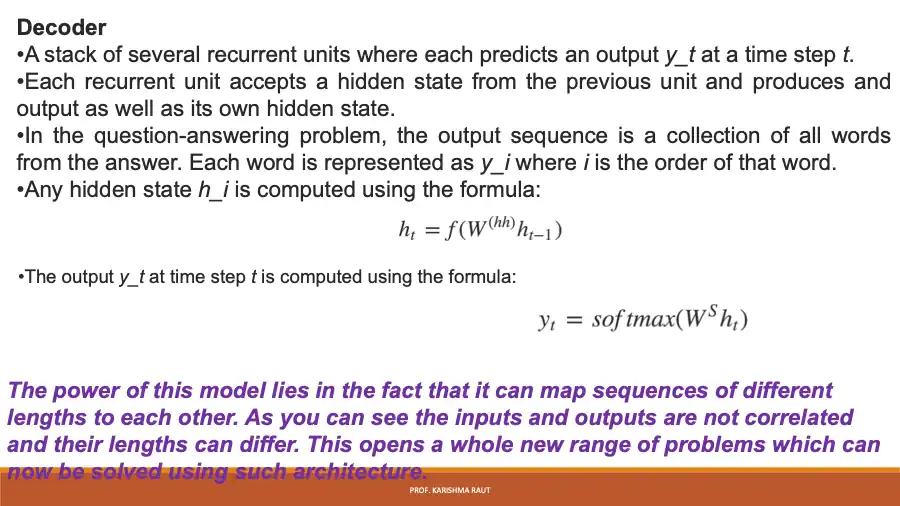 Decoder
•A stack of several recurrent units where each predicts an output y_t at a time step t.
•Each recurrent unit accepts a hidden state from the previous unit and produces and
output as well as its own hidden state.
•In the question-answering problem, the output sequence is a collection of all words
from the answer. Each word is represented as y_i where i is the order of that word.
•Any hidden state h_i is computed using the formula:
hₜ = f(W⁽ʰʰ⁾hₜ₋₁)
•The output y_t at time step t is computed using the formula:
yₜ = softmax(Wˢhₜ)
The power of this model lies in the fact that it can map sequences of different
lengths to each other. As you can see the inputs and outputs are not correlated
and their lengths can differ. This opens a whole new range of problems which can
now be solved using such architecture.
PROF. KARISHMA RAUT